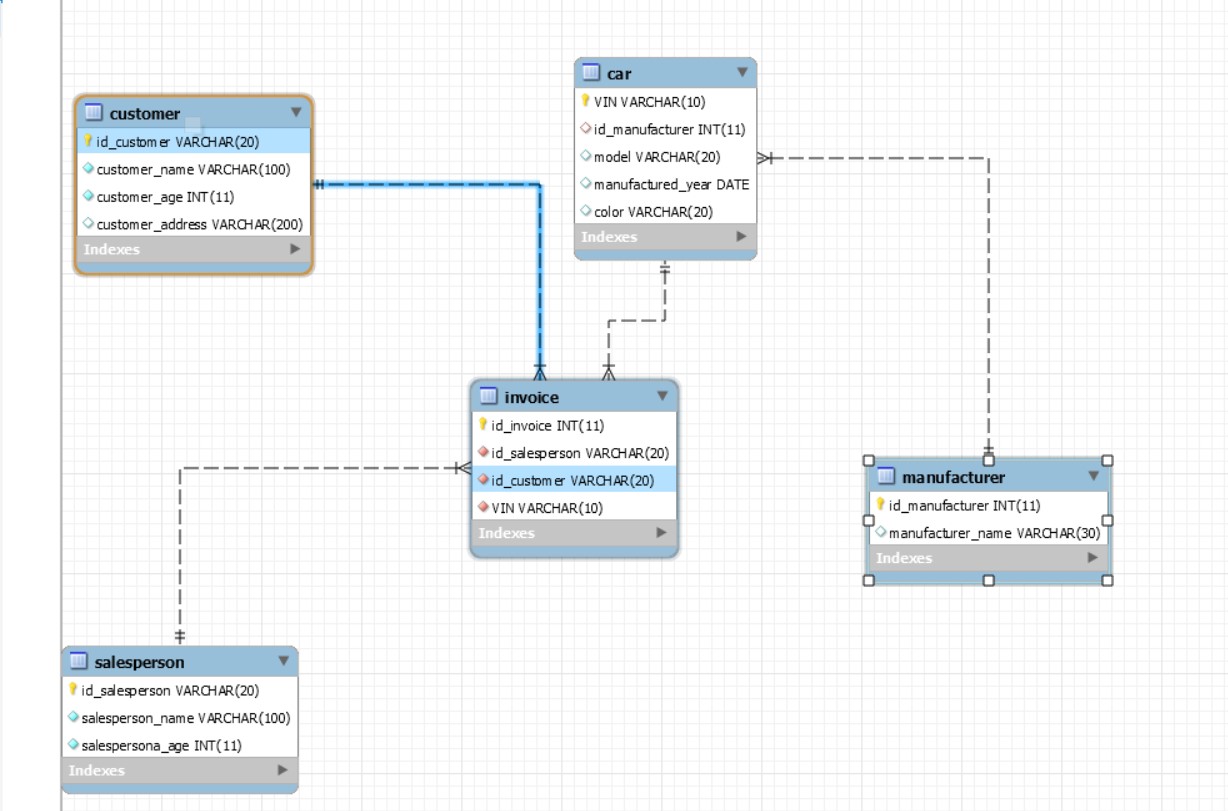 customer
id_customer VARCHAR(20)
customer_name VARCHAR(100)
customer_age INT(11)
customer_address VARCHAR(200)
Indexes
car
VIN VARCHAR(10)
id_manufacturer INT(11)
model VARCHAR(20)
manufactured_year DATE
color VARCHAR(20)
Indexes
invoice
id_invoice INT(11)
id_salesperson VARCHAR(20)
id_customer VARCHAR(20)
VIN VARCHAR(10)
Indexes
manufacturer
id_manufacturer INT(11)
manufacturer_name VARCHAR(30)
Indexes
salesperson
id_salesperson VARCHAR(20)
salesperson_name VARCHAR(100)
salespersona_age INT(11)
Indexes